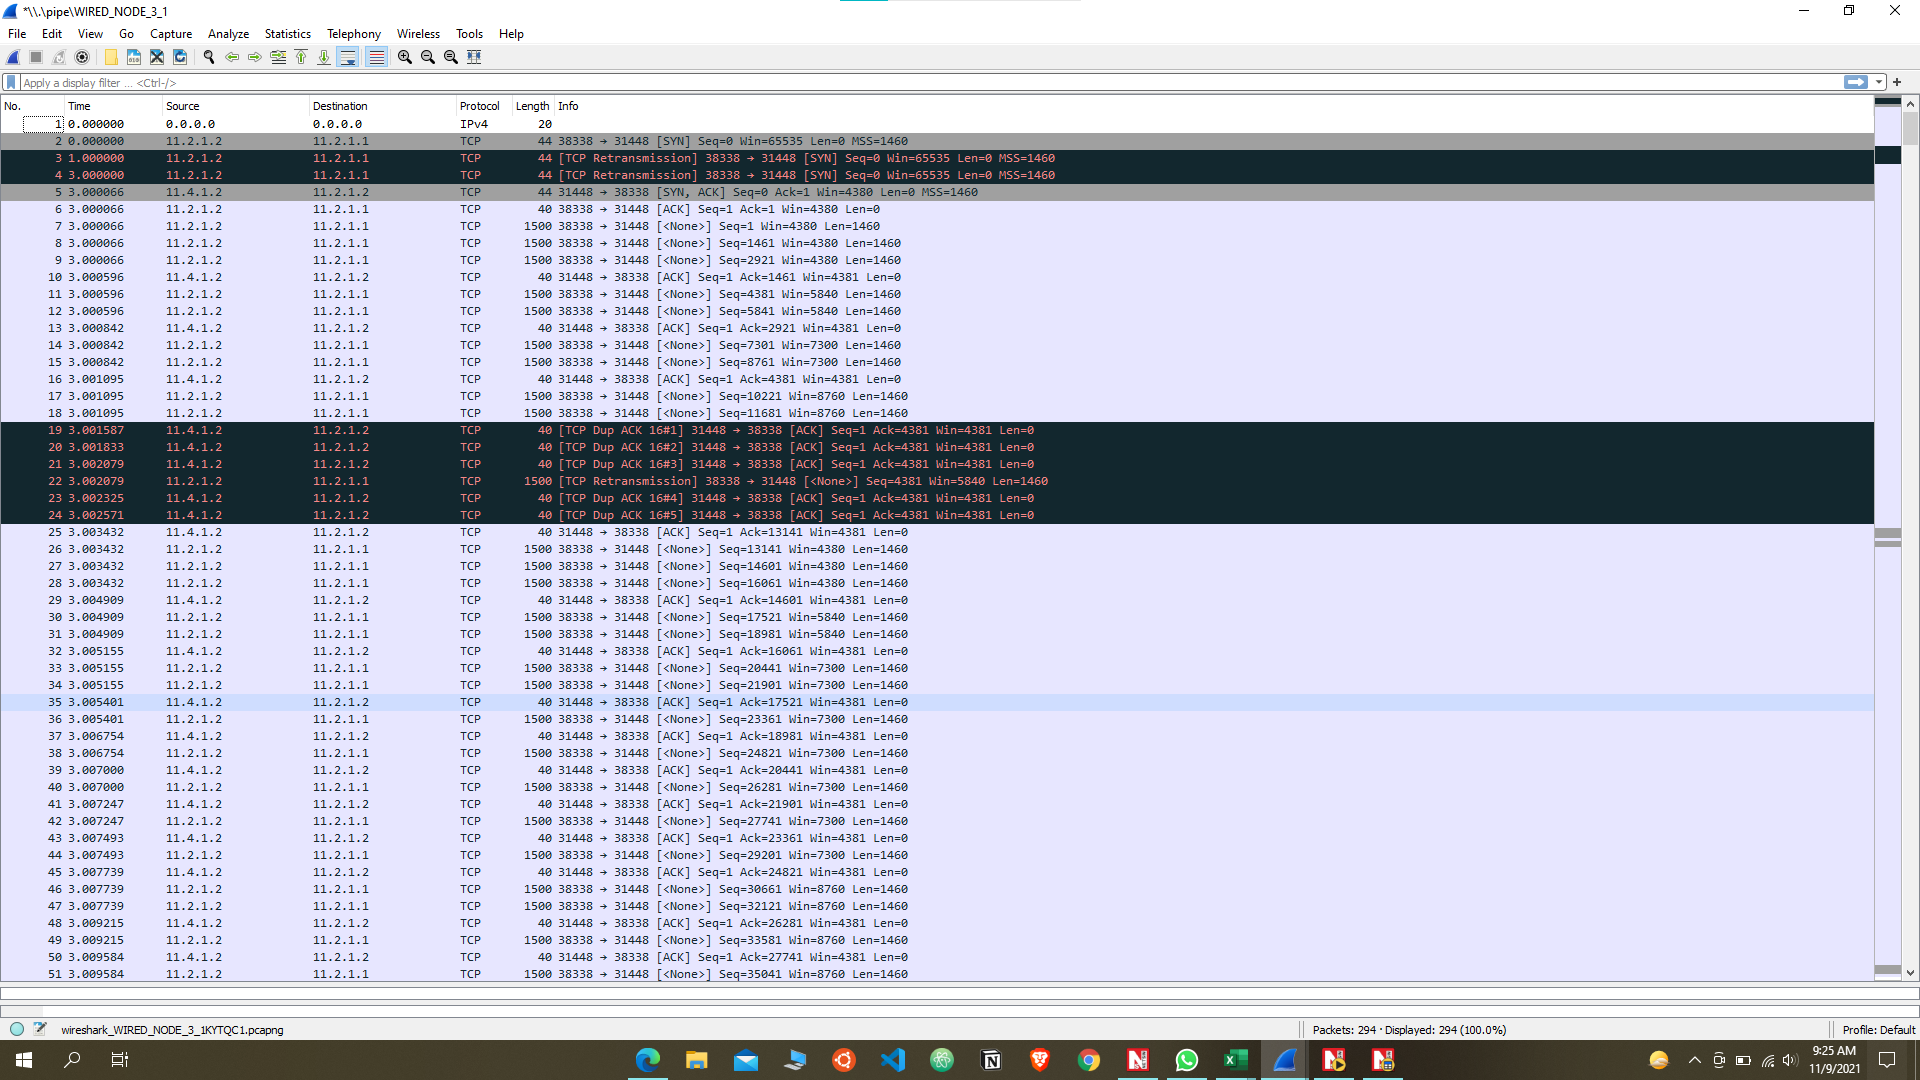 *\\.\pipe\WIRED_NODE_3_1
File Edit View Go Capture Analyze Statistics Telephony Wireless Tools Help
Apply a display filter ... <Ctrl-/>
No. Time Source Destination Protocol Length Info
1 0.000000 0.0.0.0 0.0.0.0 IPv4 20
2 0.000000 11.2.1.2 11.2.1.1 TCP 44 38338 → 31448 [SYN] Seq=0 Win=65535 Len=0 MSS=1460
3 1.000000 11.2.1.2 11.2.1.1 TCP 44 [TCP Retransmission] 38338 → 31448 [SYN] Seq=0 Win=65535 Len=0 MSS=1460
4 3.000000 11.2.1.2 11.2.1.1 TCP 44 [TCP Retransmission] 38338 → 31448 [SYN] Seq=0 Win=65535 Len=0 MSS=1460
5 3.000066 11.4.1.2 11.2.1.2 TCP 44 31448 → 38338 [SYN, ACK] Seq=0 Ack=1 Win=4380 Len=0 MSS=1460
6 3.000066 11.2.1.2 11.2.1.1 TCP 40 38338 → 31448 [ACK] Seq=1 Ack=1 Win=4380 Len=0
7 3.000066 11.2.1.2 11.2.1.1 TCP 1500 38338 → 31448 [<None>] Seq=1 Win=4380 Len=1460
8 3.000066 11.2.1.2 11.2.1.1 TCP 1500 38338 → 31448 [<None>] Seq=1461 Win=4380 Len=1460
9 3.000066 11.2.1.2 11.2.1.1 TCP 1500 38338 → 31448 [<None>] Seq=2921 Win=4380 Len=1460
10 3.000596 11.4.1.2 11.2.1.2 TCP 40 31448 → 38338 [ACK] Seq=1 Ack=1461 Win=4381 Len=0
11 3.000596 11.2.1.2 11.2.1.1 TCP 1500 38338 → 31448 [<None>] Seq=4381 Win=5840 Len=1460
12 3.000596 11.2.1.2 11.2.1.1 TCP 1500 38338 → 31448 [<None>] Seq=5841 Win=5840 Len=1460
13 3.000842 11.4.1.2 11.2.1.2 TCP 40 31448 → 38338 [ACK] Seq=1 Ack=2921 Win=4381 Len=0
14 3.000842 11.2.1.2 11.2.1.1 TCP 1500 38338 → 31448 [<None>] Seq=7301 Win=7300 Len=1460
15 3.000842 11.2.1.2 11.2.1.1 TCP 1500 38338 → 31448 [<None>] Seq=8761 Win=7300 Len=1460
16 3.001095 11.4.1.2 11.2.1.2 TCP 40 31448 → 38338 [ACK] Seq=1 Ack=4381 Win=4381 Len=0
17 3.001095 11.2.1.2 11.2.1.1 TCP 1500 38338 → 31448 [<None>] Seq=10221 Win=8760 Len=1460
18 3.001095 11.2.1.2 11.2.1.1 TCP 1500 38338 → 31448 [<None>] Seq=11681 Win=8760 Len=1460
19 3.001587 11.4.1.2 11.2.1.2 TCP 40 [TCP Dup ACK 16#1] 31448 → 38338 [ACK] Seq=1 Ack=4381 Win=4381 Len=0
20 3.001833 11.4.1.2 11.2.1.2 TCP 40 [TCP Dup ACK 16#2] 31448 → 38338 [ACK] Seq=1 Ack=4381 Win=4381 Len=0
21 3.002079 11.4.1.2 11.2.1.2 TCP 40 [TCP Dup ACK 16#3] 31448 → 38338 [ACK] Seq=1 Ack=4381 Win=4381 Len=0
22 3.002079 11.2.1.2 11.2.1.1 TCP 1500 [TCP Retransmission] 38338 → 31448 [<None>] Seq=4381 Win=5840 Len=1460
23 3.002325 11.4.1.2 11.2.1.2 TCP 40 [TCP Dup ACK 16#4] 31448 → 38338 [ACK] Seq=1 Ack=4381 Win=4381 Len=0
24 3.002571 11.4.1.2 11.2.1.2 TCP 40 [TCP Dup ACK 16#5] 31448 → 38338 [ACK] Seq=1 Ack=4381 Win=4381 Len=0
25 3.003432 11.4.1.2 11.2.1.2 TCP 40 31448 → 38338 [ACK] Seq=1 Ack=13141 Win=4381 Len=0
26 3.003432 11.2.1.2 11.2.1.1 TCP 1500 38338 → 31448 [<None>] Seq=13141 Win=4380 Len=1460
27 3.003432 11.2.1.2 11.2.1.1 TCP 1500 38338 → 31448 [<None>] Seq=14601 Win=4380 Len=1460
28 3.003432 11.2.1.2 11.2.1.1 TCP 1500 38338 → 31448 [<None>] Seq=16061 Win=4380 Len=1460
29 3.004909 11.4.1.2 11.2.1.2 TCP 40 31448 → 38338 [ACK] Seq=1 Ack=14601 Win=4381 Len=0
30 3.004909 11.2.1.2 11.2.1.1 TCP 1500 38338 → 31448 [<None>] Seq=17521 Win=5840 Len=1460
31 3.004909 11.2.1.2 11.2.1.1 TCP 1500 38338 → 31448 [<None>] Seq=18981 Win=5840 Len=1460
32 3.005155 11.4.1.2 11.2.1.2 TCP 40 31448 → 38338 [ACK] Seq=1 Ack=16061 Win=4381 Len=0
33 3.005155 11.2.1.2 11.2.1.1 TCP 1500 38338 → 31448 [<None>] Seq=20441 Win=7300 Len=1460
34 3.005155 11.2.1.2 11.2.1.1 TCP 1500 38338 → 31448 [<None>] Seq=21901 Win=7300 Len=1460
35 3.005401 11.4.1.2 11.2.1.2 TCP 40 31448 → 38338 [ACK] Seq=1 Ack=17521 Win=4381 Len=0
36 3.005401 11.2.1.2 11.2.1.1 TCP 1500 38338 → 31448 [<None>] Seq=23361 Win=7300 Len=1460
37 3.006754 11.4.1.2 11.2.1.2 TCP 40 31448 → 38338 [ACK] Seq=1 Ack=18981 Win=4381 Len=0
38 3.006754 11.2.1.2 11.2.1.1 TCP 1500 38338 → 31448 [<None>] Seq=24821 Win=7300 Len=1460
39 3.007000 11.4.1.2 11.2.1.2 TCP 40 31448 → 38338 [ACK] Seq=1 Ack=20441 Win=4381 Len=0
40 3.007000 11.2.1.2 11.2.1.1 TCP 1500 38338 → 31448 [<None>] Seq=26281 Win=7300 Len=1460
41 3.007247 11.4.1.2 11.2.1.2 TCP 40 31448 → 38338 [ACK] Seq=1 Ack=21901 Win=4381 Len=0
42 3.007741 11.2.1.2 11.2.1.1 TCP 1500 38338 → 31448 [<None>] Seq=27741 Win=7300 Len=1460
43 3.007493 11.4.1.2 11.2.1.2 TCP 40 31448 → 38338 [ACK] Seq=1 Ack=23361 Win=4381 Len=0
44 3.007493 11.2.1.2 11.2.1.1 TCP 1500 38338 → 31448 [<None>] Seq=29201 Win=7300 Len=1460
45 3.007739 11.4.1.2 11.2.1.2 TCP 40 31448 → 38338 [ACK] Seq=1 Ack=24821 Win=4381 Len=0
46 3.007739 11.2.1.2 11.2.1.1 TCP 1500 38338 → 31448 [<None>] Seq=30661 Win=8760 Len=1460
47 3.007739 11.2.1.2 11.2.1.1 TCP 1500 38338 → 31448 [<None>] Seq=32121 Win=8760 Len=1460
48 3.009215 11.4.1.2 11.2.1.2 TCP 40 31448 → 38338 [ACK] Seq=1 Ack=26281 Win=4381 Len=0
49 3.009215 11.2.1.2 11.2.1.1 TCP 1500 38338 → 31448 [<None>] Seq=33581 Win=8760 Len=1460
50 3.009584 11.4.1.2 11.2.1.2 TCP 40 31448 → 38338 [ACK] Seq=1 Ack=27741 Win=4381 Len=0
51 3.009584 11.2.1.2 11.2.1.1 TCP 1500 38338 → 31448 [<None>] Seq=35041 Win=8760 Len=1460
wireshark_WIRED_NODE_3_1KYTQC1.pcapng Packets: 294 · Displayed: 294 (100.0%) Profile: Default
9:25 AM
11/9/2021